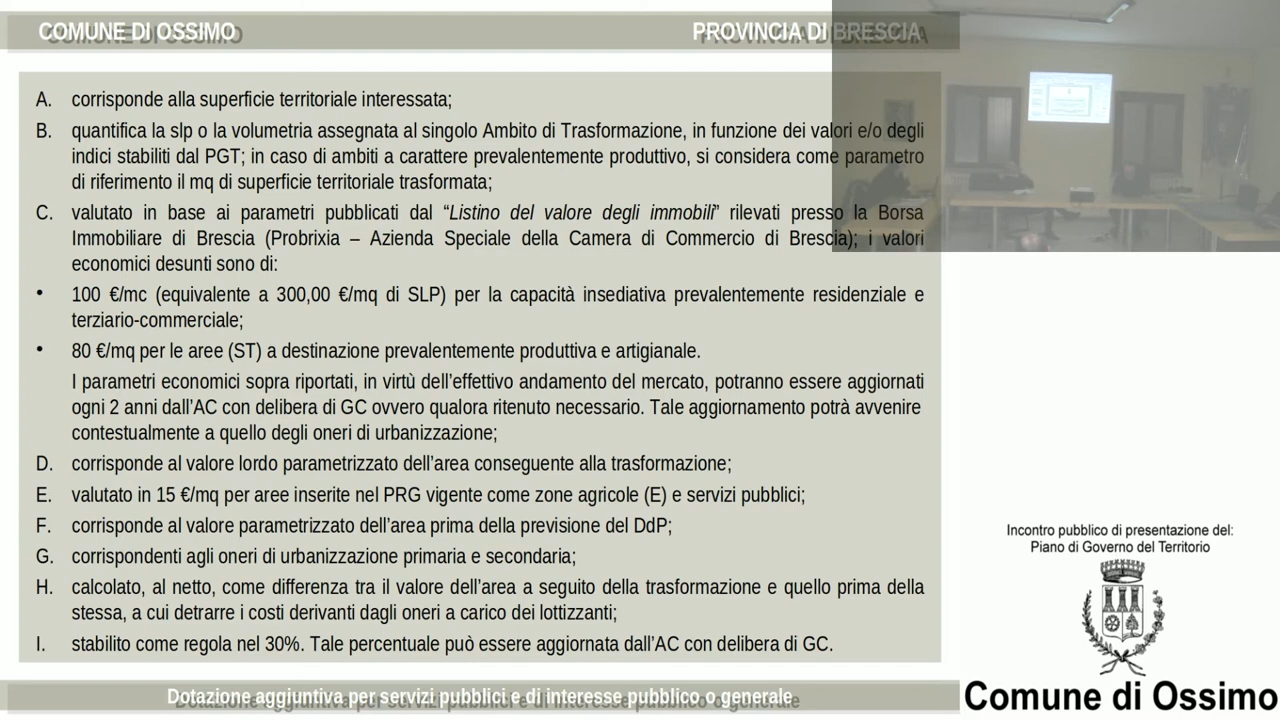 COMUNE DI OSSIMO
PROVINCIA DI BRESCIA
A. corrisponde alla superficie territoriale interessata;
B. quantifica la slp o la volumetria assegnata al singolo Ambito di Trasformazione, in funzione dei valori e/o degli
indici stabiliti dal PGT; in caso di ambiti a carattere prevalentemente produttivo, si considera come parametro
di riferimento il mq di superficie territoriale trasformata;
C. valutato in base ai parametri pubblicati dal “Listino del valore degli immobili” rilevati presso la Borsa
Immobiliare di Brescia (Probrixia – Azienda Speciale della Camera di Commercio di Brescia); i valori
economici desunti sono di:
• 100 €/mc (equivalente a 300,00 €/mq di SLP) per la capacità insediativa prevalentemente residenziale e
terziario-commerciale;
• 80 €/mq per le aree (ST) a destinazione prevalentemente produttiva e artigianale.
I parametri economici sopra riportati, in virtù dell’effettivo andamento del mercato, potranno essere aggiornati
ogni 2 anni dall’AC con delibera di GC ovvero qualora ritenuto necessario. Tale aggiornamento potrà avvenire
contestualmente a quello degli oneri di urbanizzazione;
D. corrisponde al valore lordo parametrizzato dell’area conseguente alla trasformazione;
E. valutato in 15 €/mq per aree inserite nel PRG vigente come zone agricole (E) e servizi pubblici;
F. corrisponde al valore parametrizzato dell’area prima della previsione del DdP;
G. corrispondenti agli oneri di urbanizzazione primaria e secondaria;
H. calcolato, al netto, come differenza tra il valore dell’area a seguito della trasformazione e quello prima della
stessa, a cui detrarre i costi derivanti dagli oneri a carico dei lottizzanti;
I. stabilito come regola nel 30%. Tale percentuale può essere aggiornata dall’AC con delibera di GC.
Dotazione aggiuntiva per servizi pubblici e di interesse pubblico o generale
Incontro pubblico di presentazione del:
Piano di Governo del Territorio
Comune di Ossimo